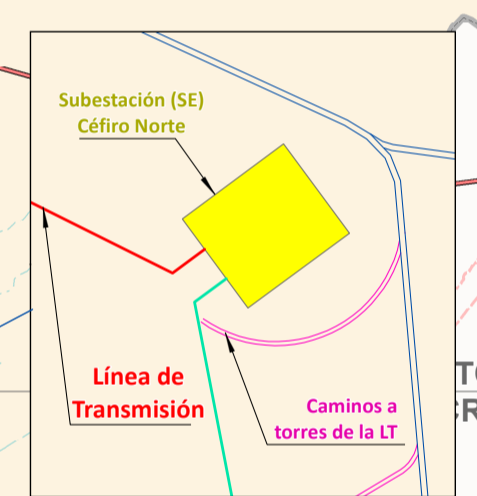 Subestación (SE)
Céfiro Norte
Línea de
Transmisión
Caminos a
torres de la LT